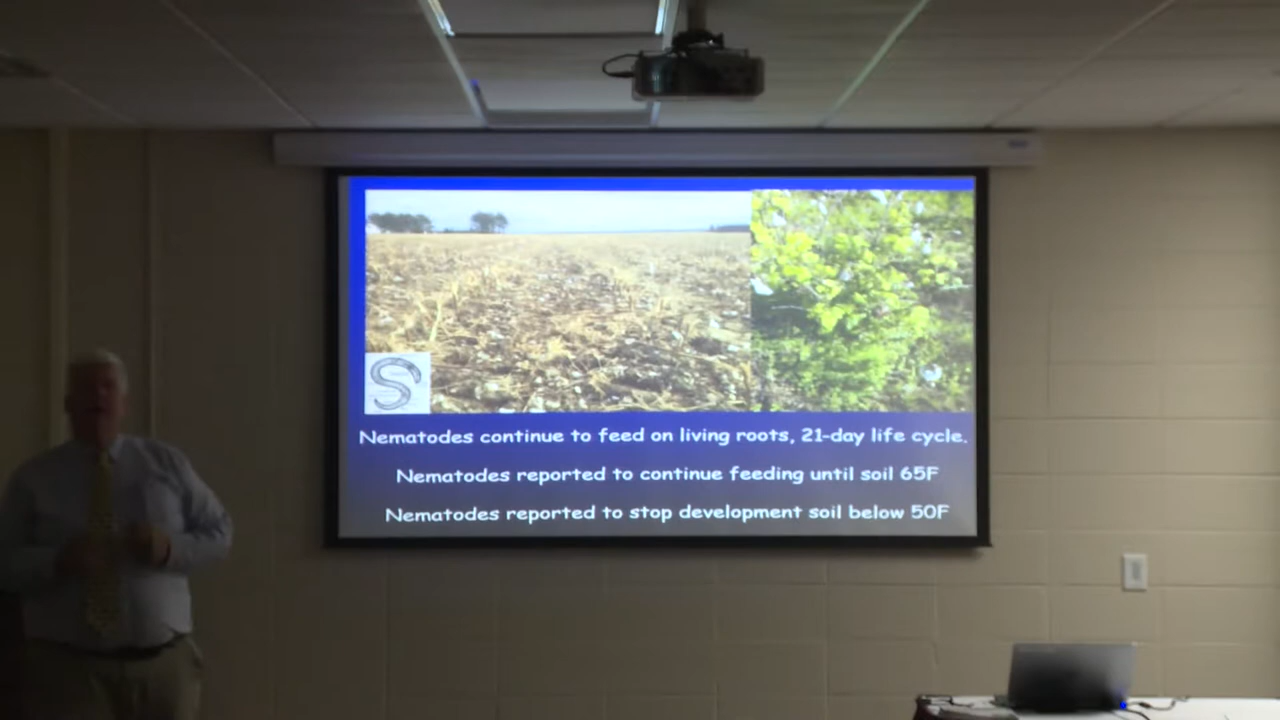 Nematodes continue to feed on living roots, 21-day life cycle.
Nematodes reported to continue feeding until soil 65F
Nematodes reported to stop development soil below 50F